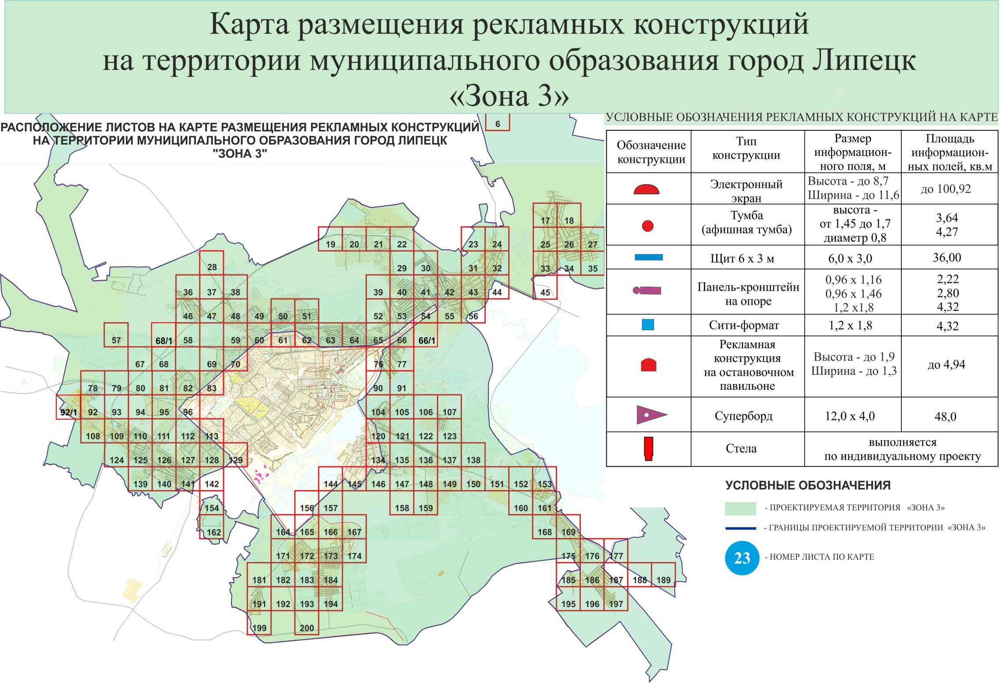 Карта размещения рекламных конструкций
на территории муниципального образования город Липецк
«Зона 3»
РАСПОЛОЖЕНИЕ ЛИСТОВ НА КАРТЕ РАЗМЕЩЕНИЯ РЕКЛАМНЫХ КОНСТРУКЦИЙ
НА ТЕРРИТОРИИ МУНИЦИПАЛЬНОГО ОБРАЗОВАНИЯ ГОРОД ЛИПЕЦК
"ЗОНА 3"
6
17 18
19 20 21 22 23 24 25 26 27
28 29 30 31 32 33 34 35
36 37 38 39 40 41 42 43 44 45
46 47 48 49 50 51 52 53 54 55 56
57 68/1 58 59 60 61 62 63 64 65 66 66/1
67 68 69 70 76 77
78 79 80 81 82 83 90 91
92/1 92 93 94 95 96 104 105 106 107
108 109 110 111 112 113 120 121 122 123
124 125 126 127 128 129 134 135 136 137 138
139 140 141 142 144 145 146 147 148 149 150 151 152 153
154 156 157 158 159 160 161
162 164 165 166 167 168 169
171 172 173 174 175 176 177
181 182 183 184 185 186 187 188 189
191 192 193 194 195 196 197
199 200
УСЛОВНЫЕ ОБОЗНАЧЕНИЯ РЕКЛАМНЫХ КОНСТРУКЦИЙ НА КАРТЕ
Обозначение
конструкции
Тип
конструкции
Размер
информацион-
ного поля, м
Площадь
информацион-
ных полей, кв.м
Электронный
экран
Высота - до 8,7
Ширина - до 11,6
до 100,92
Тумба
(афишная тумба)
высота -
от 1,45 до 1,7
диаметр 0,8
3,64
4,27
Щит 6 х 3 м
6,0 х 3,0
36,00
Панель-кронштейн
на опоре
0,96 х 1,16
0,96 х 1,46
1,2 х1,8
2,22
2,80
4,32
Сити-формат
1,2 х 1,8
4,32
Рекламная
конструкция
на остановочном
павильоне
Высота - до 1,9
Ширина - до 1,3
до 4,94
Суперборд
12,0 х 4,0
48,0
Стела
выполняется
по индивидуальному проекту
УСЛОВНЫЕ ОБОЗНАЧЕНИЯ
- ПРОЕКТИРУЕМАЯ ТЕРРИТОРИЯ «ЗОНА 3»
- ГРАНИЦЫ ПРОЕКТИРУЕМОЙ ТЕРРИТОРИИ «ЗОНА 3»
23 - НОМЕР ЛИСТА ПО КАРТЕ